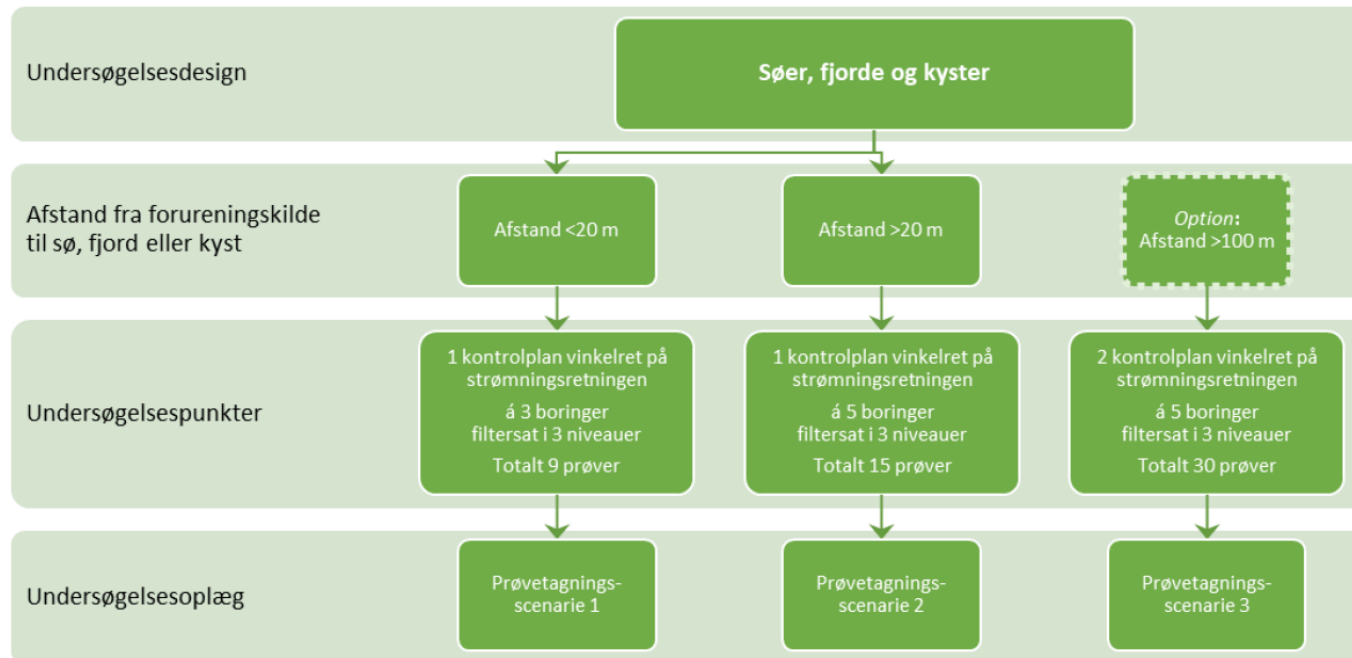 Undersøgelsesdesign
Søer, fjorde og kyster
Afstand fra forureningskilde
til sø, fjord eller kyst
Afstand <20 m
Afstand >20 m
Option:
Afstand >100 m
Undersøgelsespunkter
1 kontrolplan vinkelret på
strømningsretningen
á 3 boringer
filtersat i 3 niveauer
Totalt 9 prøver
1 kontrolplan vinkelret på
strømningsretningen
á 5 boringer
filtersat i 3 niveauer
Totalt 15 prøver
2 kontrolplan vinkelret på
strømningsretningen
á 5 boringer
filtersat i 3 niveauer
Totalt 30 prøver
Undersøgelsesoplæg
Prøvetagnings-
scenarie 1
Prøvetagnings-
scenarie 2
Prøvetagnings-
scenarie 3